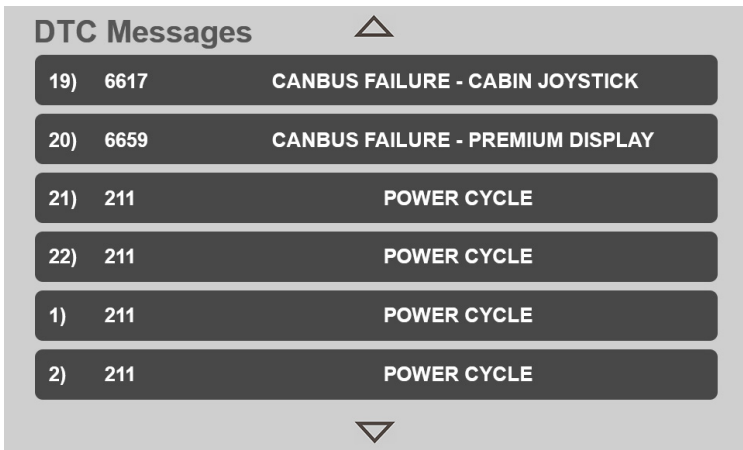 DTC Messages
19) 6617 CANBUS FAILURE - CABIN JOYSTICK
20) 6659 CANBUS FAILURE - PREMIUM DISPLAY
21) 211 POWER CYCLE
22) 211 POWER CYCLE
1) 211 POWER CYCLE
2) 211 POWER CYCLE